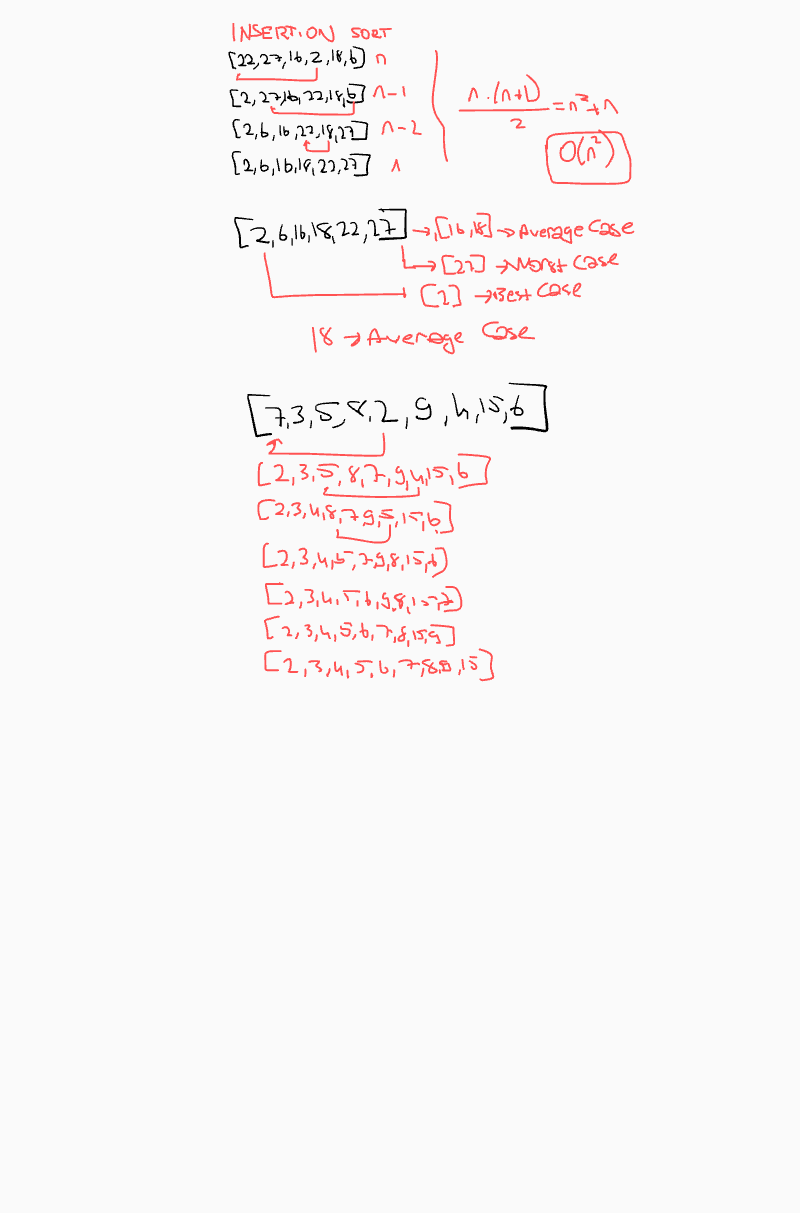 INSERTION SORT
[22,27,16,2,18,6] n
[2,27,16,22,18,6] n-1
[2,6,16,22,18,27] n-2
[2,6,16,18,22,27] 1
n.(n+1)/2 = n²+n
O(n²)
[2,6,16,18,22,27] → [16,18] → Average Case
→ [27] → Worst Case
[2] → Best Case
18 → Average Case
[7,3,5,8,2,9,4,15,6]
[2,3,5,8,7,9,4,15,6]
[2,3,4,8,7,9,5,15,6]
[2,3,4,5,7,9,8,15,6]
[2,3,4,5,6,9,8,15,7]
[2,3,4,5,6,7,8,15,9]
[2,3,4,5,6,7,8,9,15]